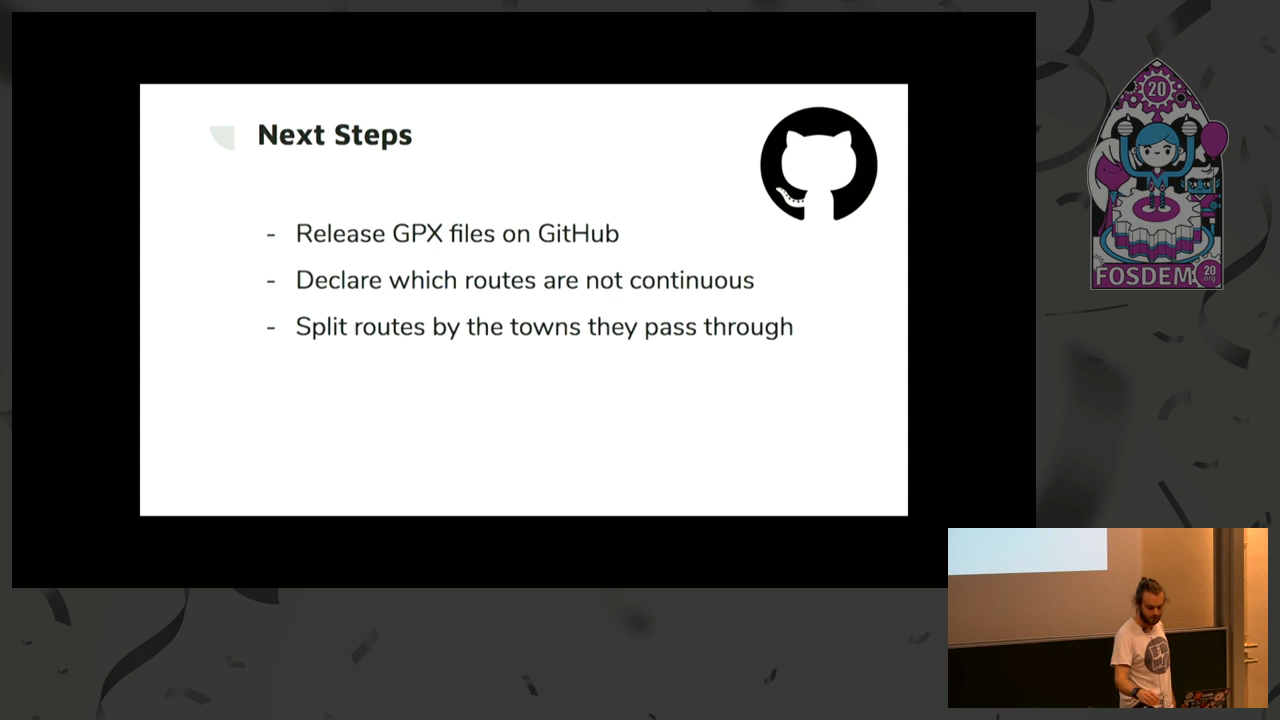 Next Steps
- Release GPX files on GitHub
- Declare which routes are not continuous
- Split routes by the towns they pass through
20
FOSDEM
20
org